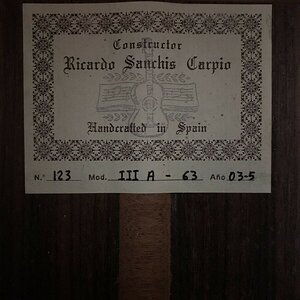 Constructor
Ricardo Sanchis Carpio
Handcrafted in Spain
N.º 123 Mod. III A - 63 Año 03-5